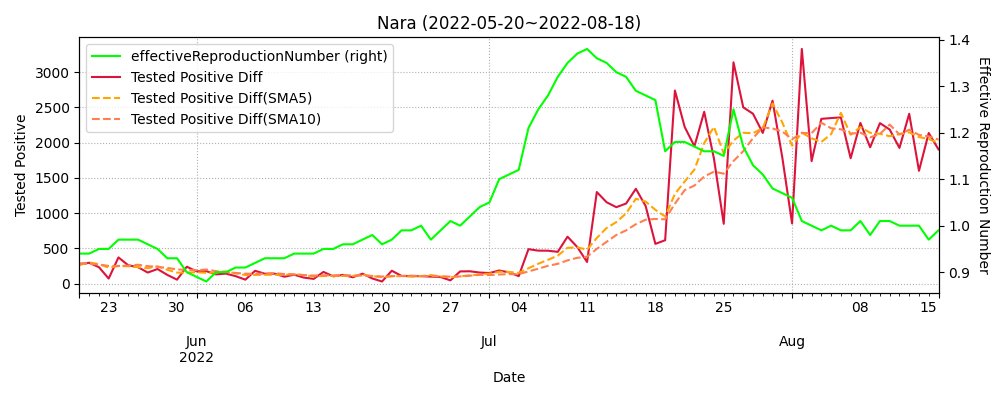 Nara (2022-05-20~2022-08-18)
effectiveReproductionNumber (right)
Tested Positive Diff
Tested Positive Diff(SMA5)
Tested Positive Diff(SMA10)
Tested Positive
3000
2500
2000
1500
1000
500
0
Effective Reproduction Number
1.4
1.3
1.2
1.1
1.0
0.9
23 30 06 13 20 27 04 11 18 25 08 15
Jun Jul Aug
2022
Date